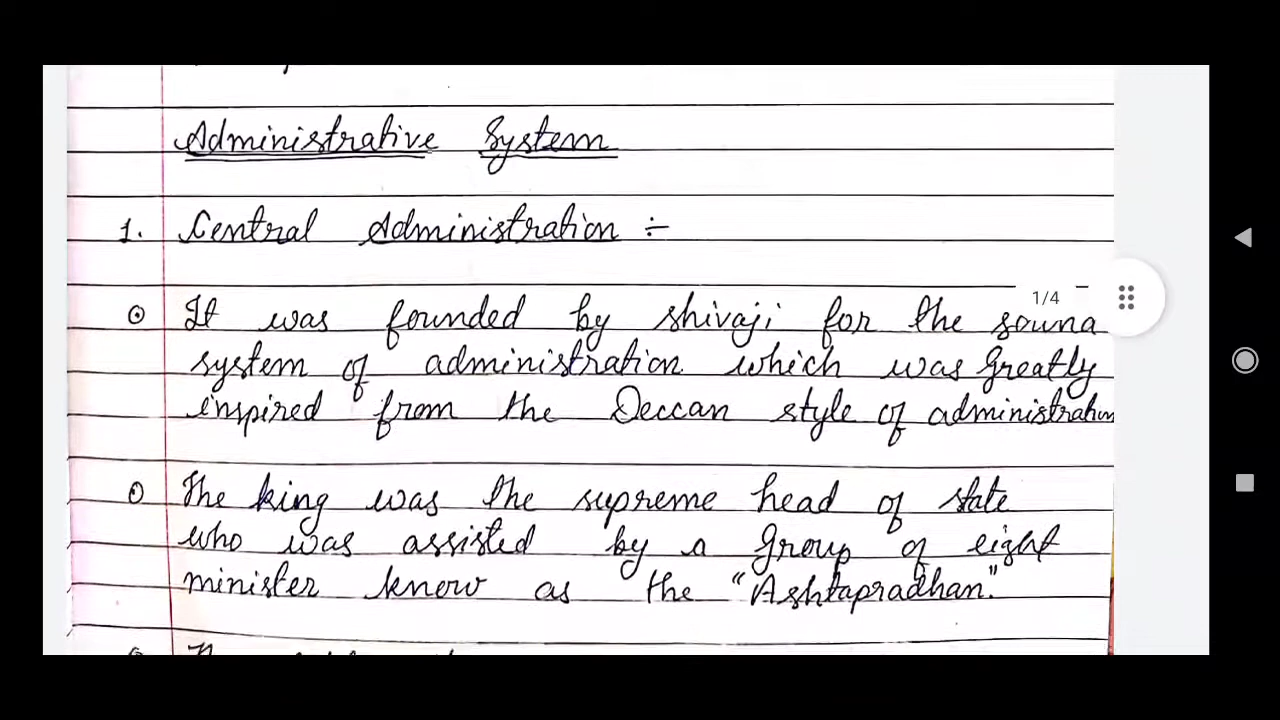 Administrative System
1. Central Administration :-
It was founded by shivaji for the sound
1/4
system of administration which was Greatly
inspired from the Deccan style of administration
The king was the supreme head of state
who was assisted by a Group of eight
minister know as the "Ashtapradhan."